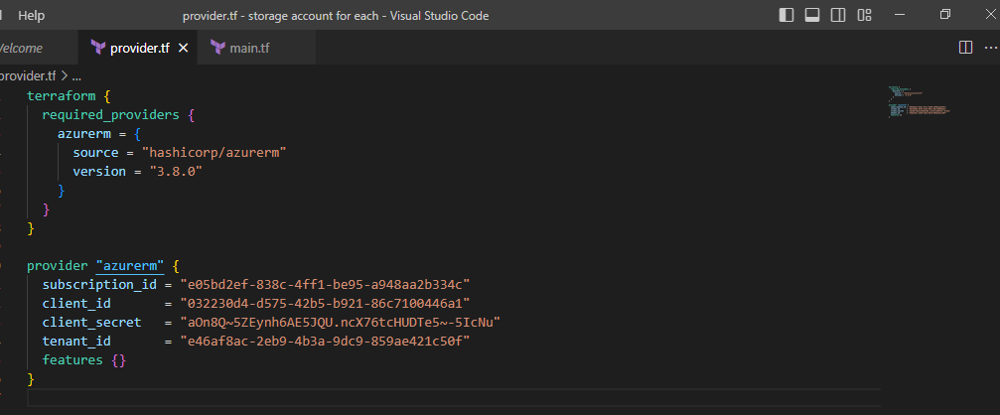 Help
provider.tf - storage account for each - Visual Studio Code
Welcome
provider.tf
main.tf
provider.tf > ...
terraform {
required_providers {
azurerm = {
source = "hashicorp/azurerm"
version = "3.8.0"
}
}
}
provider "azurerm" {
subscription_id = "e05bd2ef-838c-4ff1-be95-a948aa2b334c"
client_id = "032230d4-d575-42b5-b921-86c7100446a1"
client_secret = "aOn8Q~5ZEynh6AE5JQU.ncX76tcHUDTe5~-5IcNu"
tenant_id = "e46af8ac-2eb9-4b3a-9dc9-859ae421c50f"
features {}
}